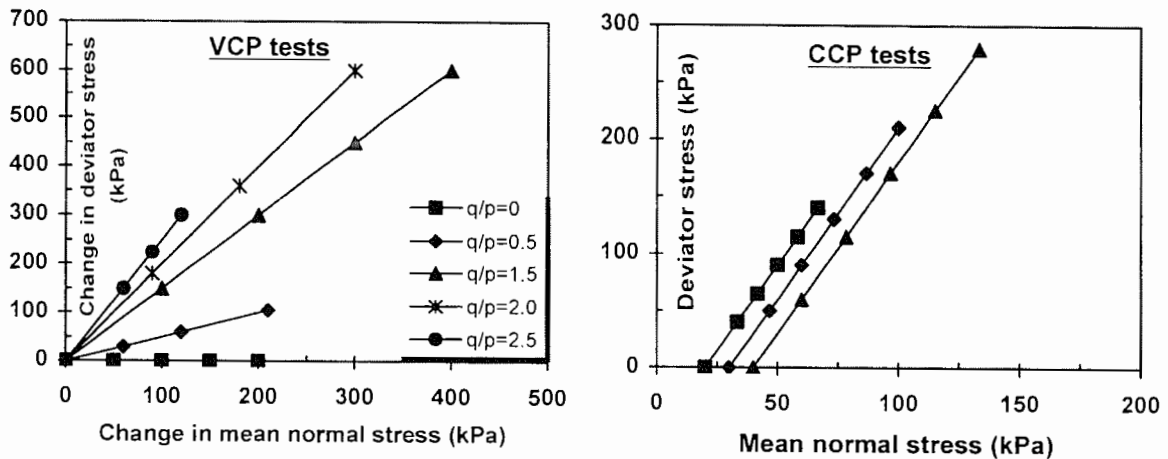 VCP tests
Change in deviator stress
(kPa)
700
600
500
400
300
200
100
0
0
100
200
300
400
500
Change in mean normal stress (kPa)
q/p=0
q/p=0.5
q/p=1.5
q/p=2.0
q/p=2.5
CCP tests
Deviator stress (kPa)
300
200
100
0
0
50
100
150
200
Mean normal stress (kPa)